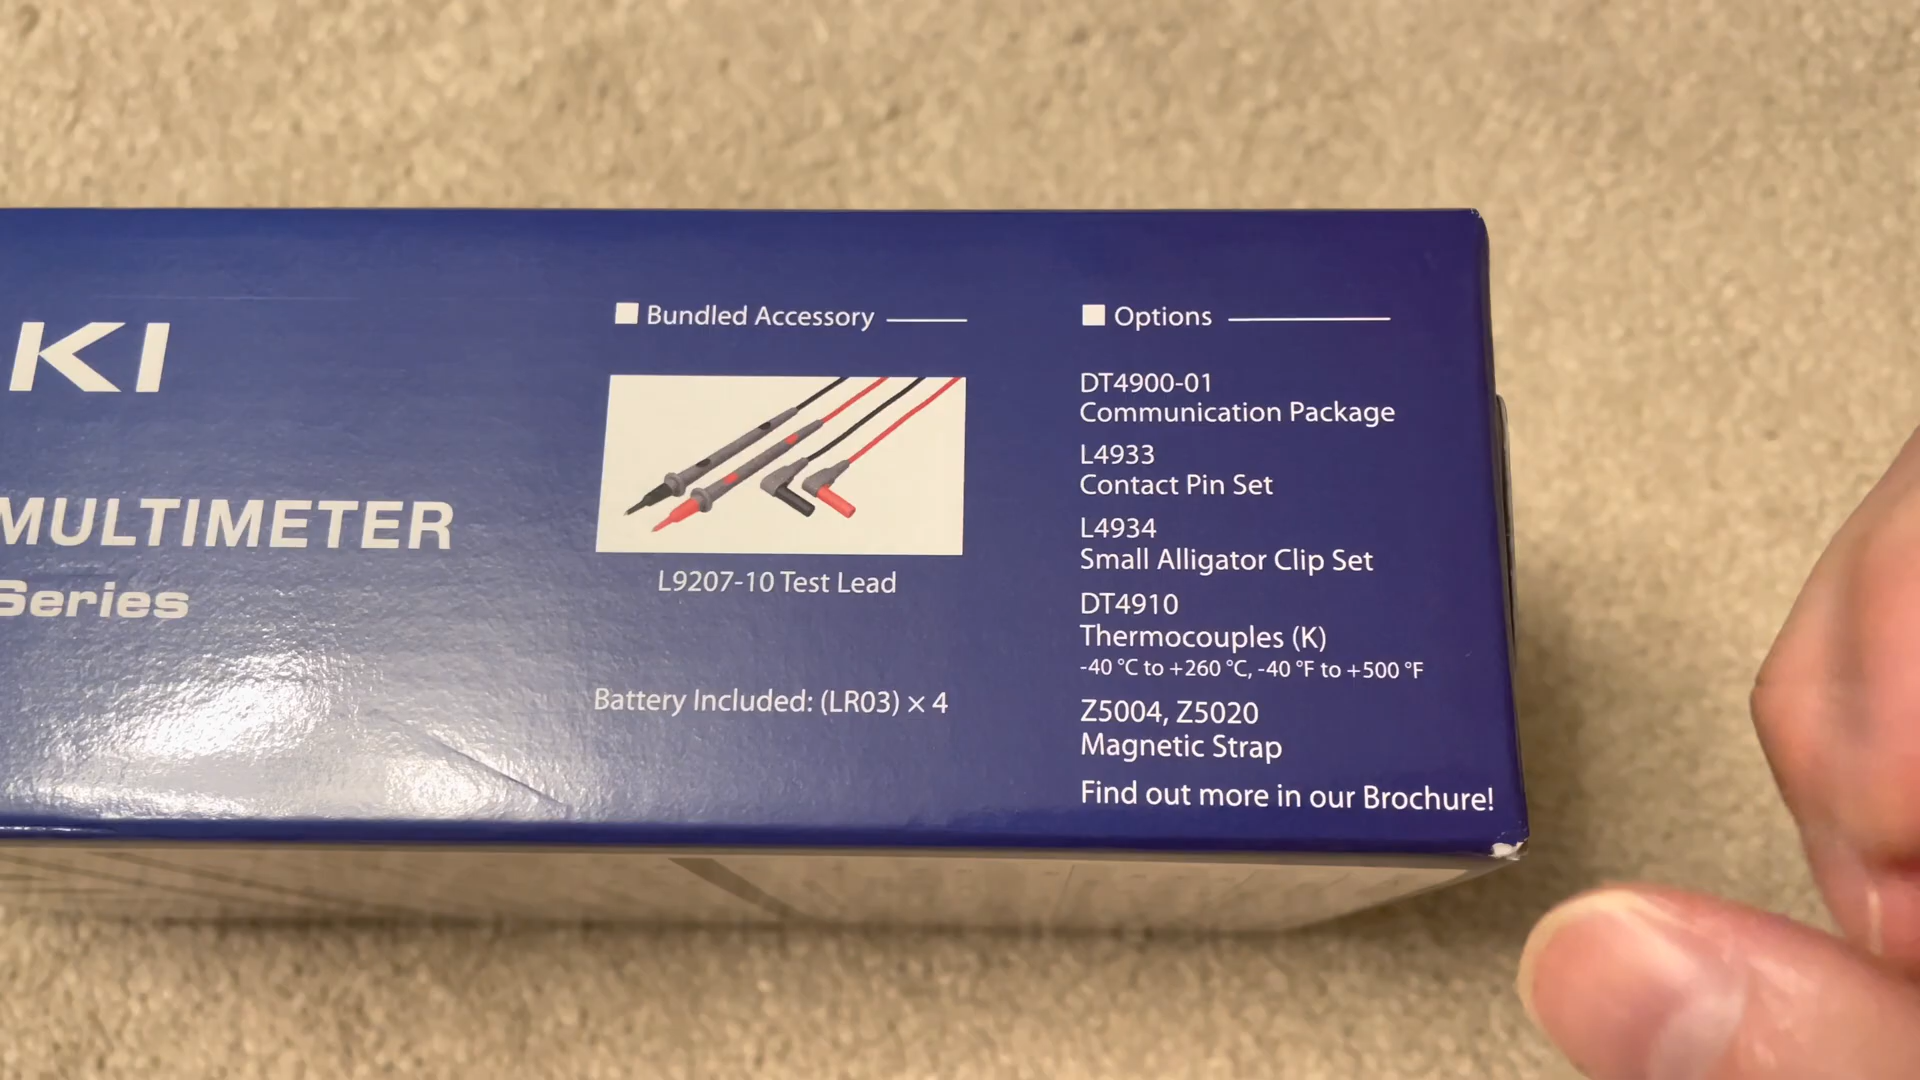 KI
MULTIMETER
Series
Bundled Accessory
L9207-10 Test Lead
Battery Included: (LR03) × 4
Options
DT4900-01
Communication Package
L4933
Contact Pin Set
L4934
Small Alligator Clip Set
DT4910
Thermocouples (K)
-40 °C to +260 °C, -40 °F to +500 °F
Z5004, Z5020
Magnetic Strap
Find out more in our Brochure!